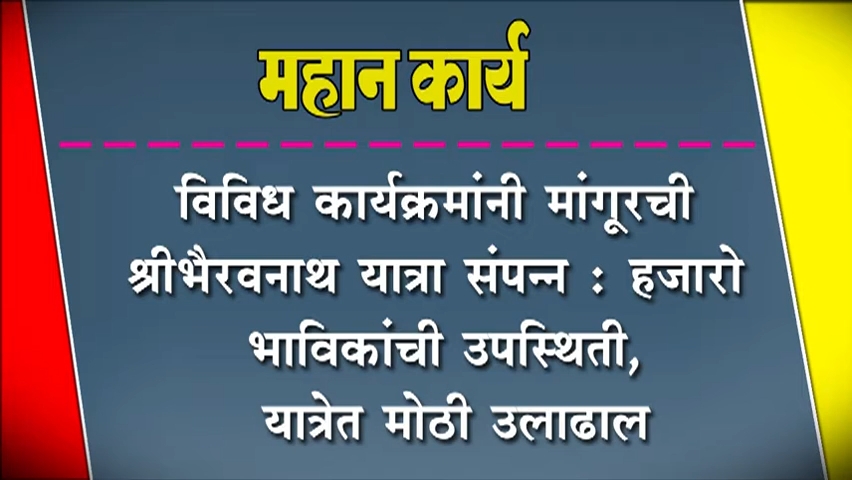 महान कार्य
विविध कार्यक्रमांनी मांगूरची
श्रीभैरवनाथ यात्रा संपन्न : हजारो
भाविकांची उपस्थिती,
यात्रेत मोठी उलाढाल